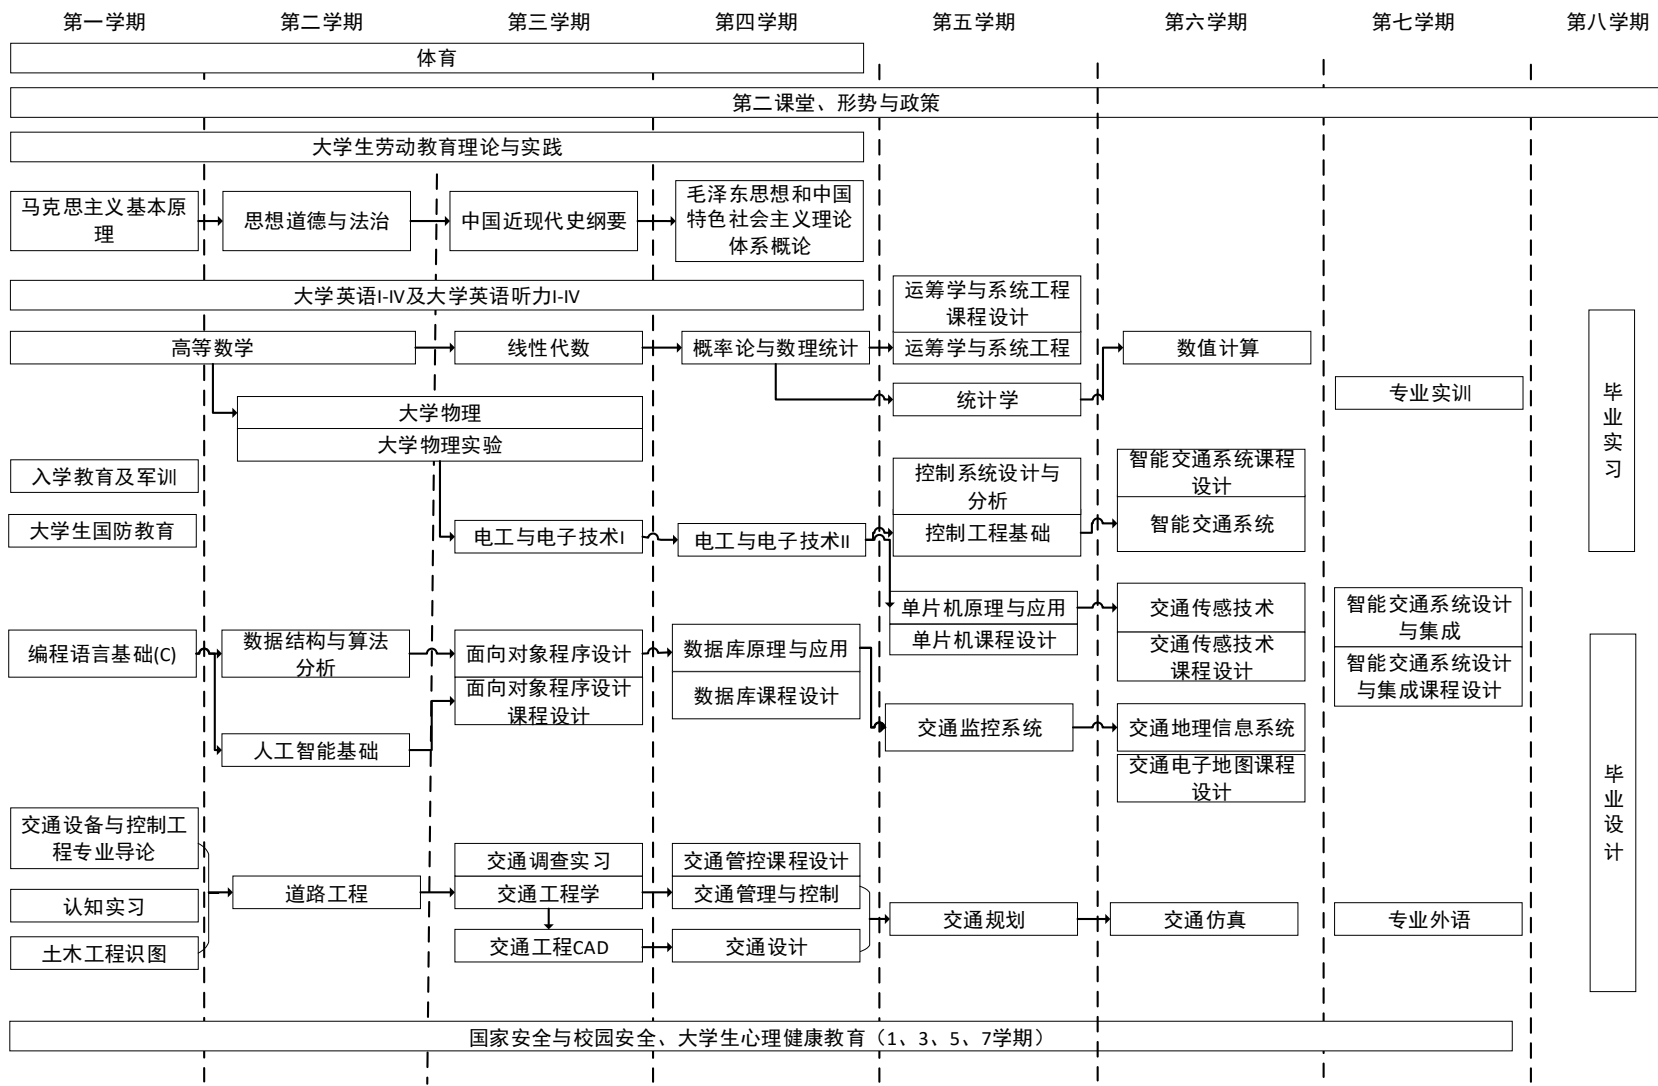 第一学期 第二学期 第三学期 第四学期 第五学期 第六学期 第七学期 第八学期
体育
第二课堂、形势与政策
大学生劳动教育理论与实践
马克思主义基本原
理
思想道德与法治
中国近现代史纲要
毛泽东思想和中国
特色社会主义理论
体系概论
大学英语I-IV及大学英语听力I-IV
运筹学与系统工程
课程设计
高等数学
线性代数
概率论与数理统计
运筹学与系统工程
数值计算
统计学
专业实训
毕业实习
大学物理
大学物理实验
入学教育及军训
控制系统设计与
分析
智能交通系统课程
设计
大学生国防教育
电工与电子技术I
电工与电子技术II
控制工程基础
智能交通系统
单片机原理与应用
单片机课程设计
交通传感技术
交通传感技术
课程设计
智能交通系统设计
与集成
智能交通系统设计
与集成课程设计
编程语言基础(C)
数据结构与算法
分析
面向对象程序设计
面向对象程序设计
课程设计
数据库原理与应用
数据库课程设计
人工智能基础
交通监控系统
交通地理信息系统
交通电子地图课程
设计
毕业设计
交通设备与控制工
程专业导论
认知实习
土木工程识图
道路工程
交通调查实习
交通工程学
交通工程CAD
交通管控课程设计
交通管理与控制
交通设计
交通规划
交通仿真
专业外语
国家安全与校园安全、大学生心理健康教育（1、3、5、7学期）